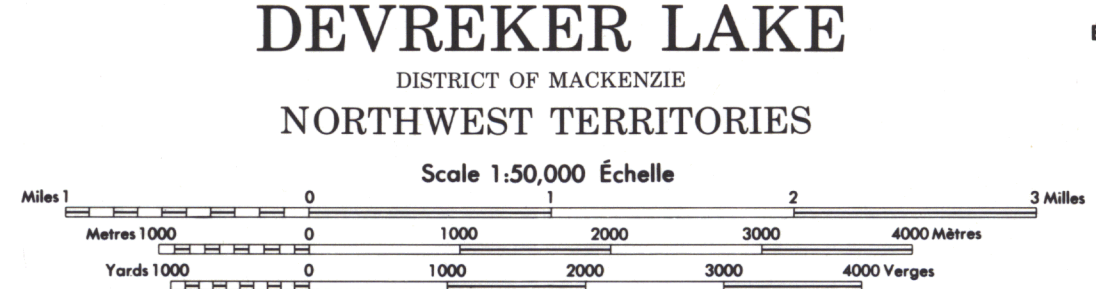 DEVREKER LAKE
DISTRICT OF MACKENZIE
NORTHWEST TERRITORIES
Scale 1:50,000 Échelle
Miles 1 0 1 2 3 Milles
Metres 1000 0 1000 2000 3000 4000 Mètres
Yards 1000 0 1000 2000 3000 4000 Verges